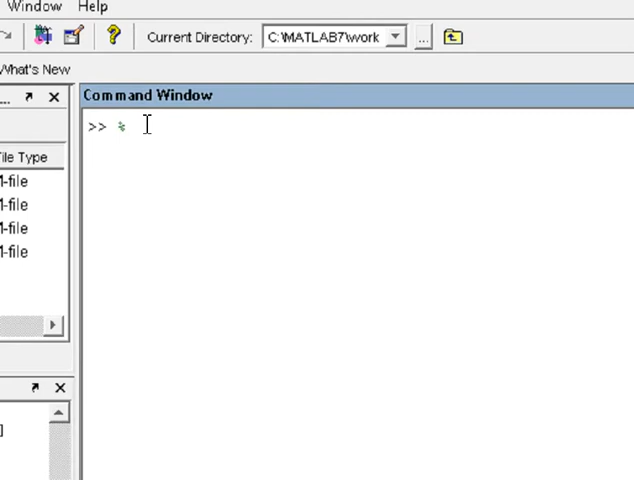 Window Help
Current Directory: C:\MATLAB7\work ...
What's New
...
Command Window
>> %
File Type
M-file
M-file
M-file
M-file
]